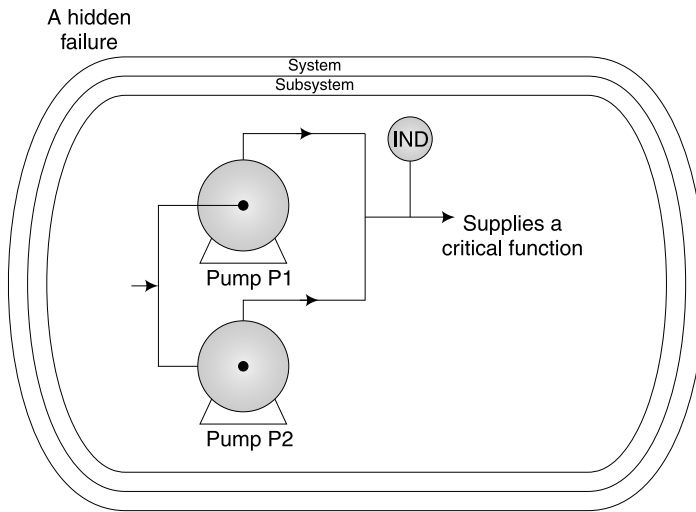 A hidden
failure
System
Subsystem
IND
Supplies a
critical function
Pump P1
Pump P2